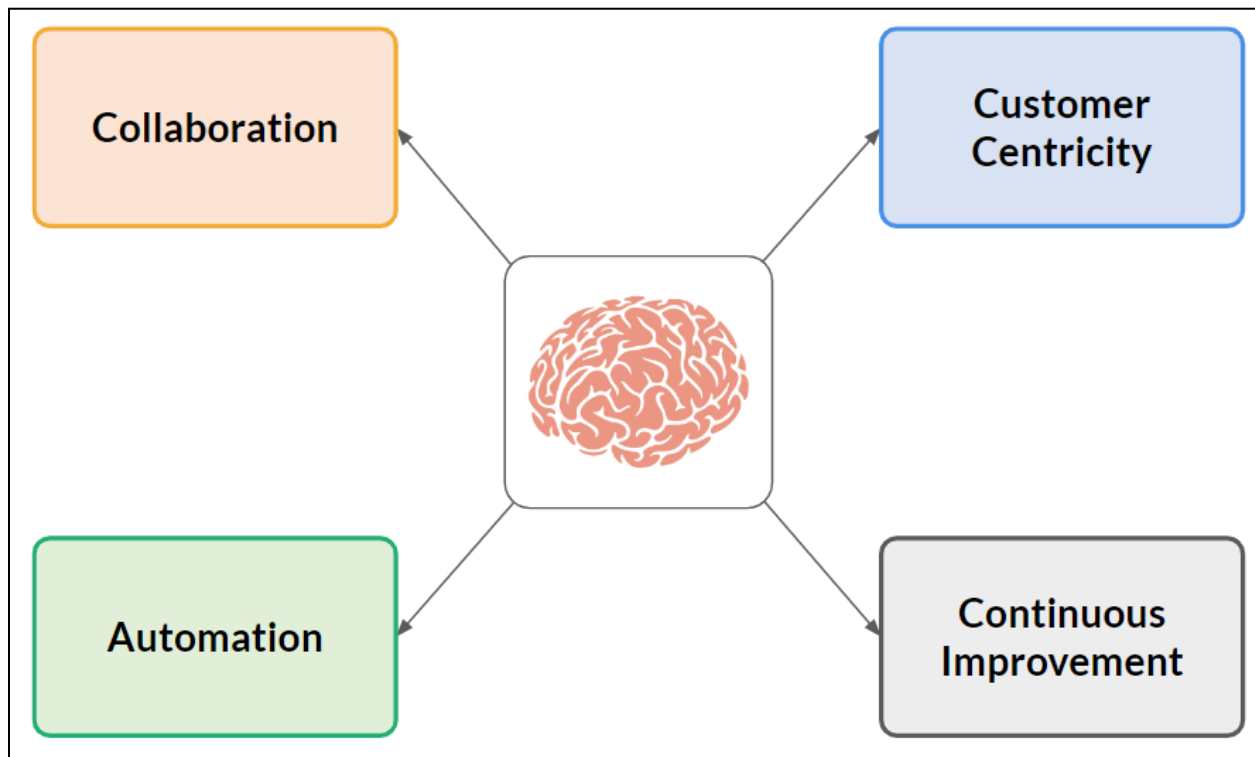 Collaboration
Customer
Centricity
Automation
Continuous
Improvement